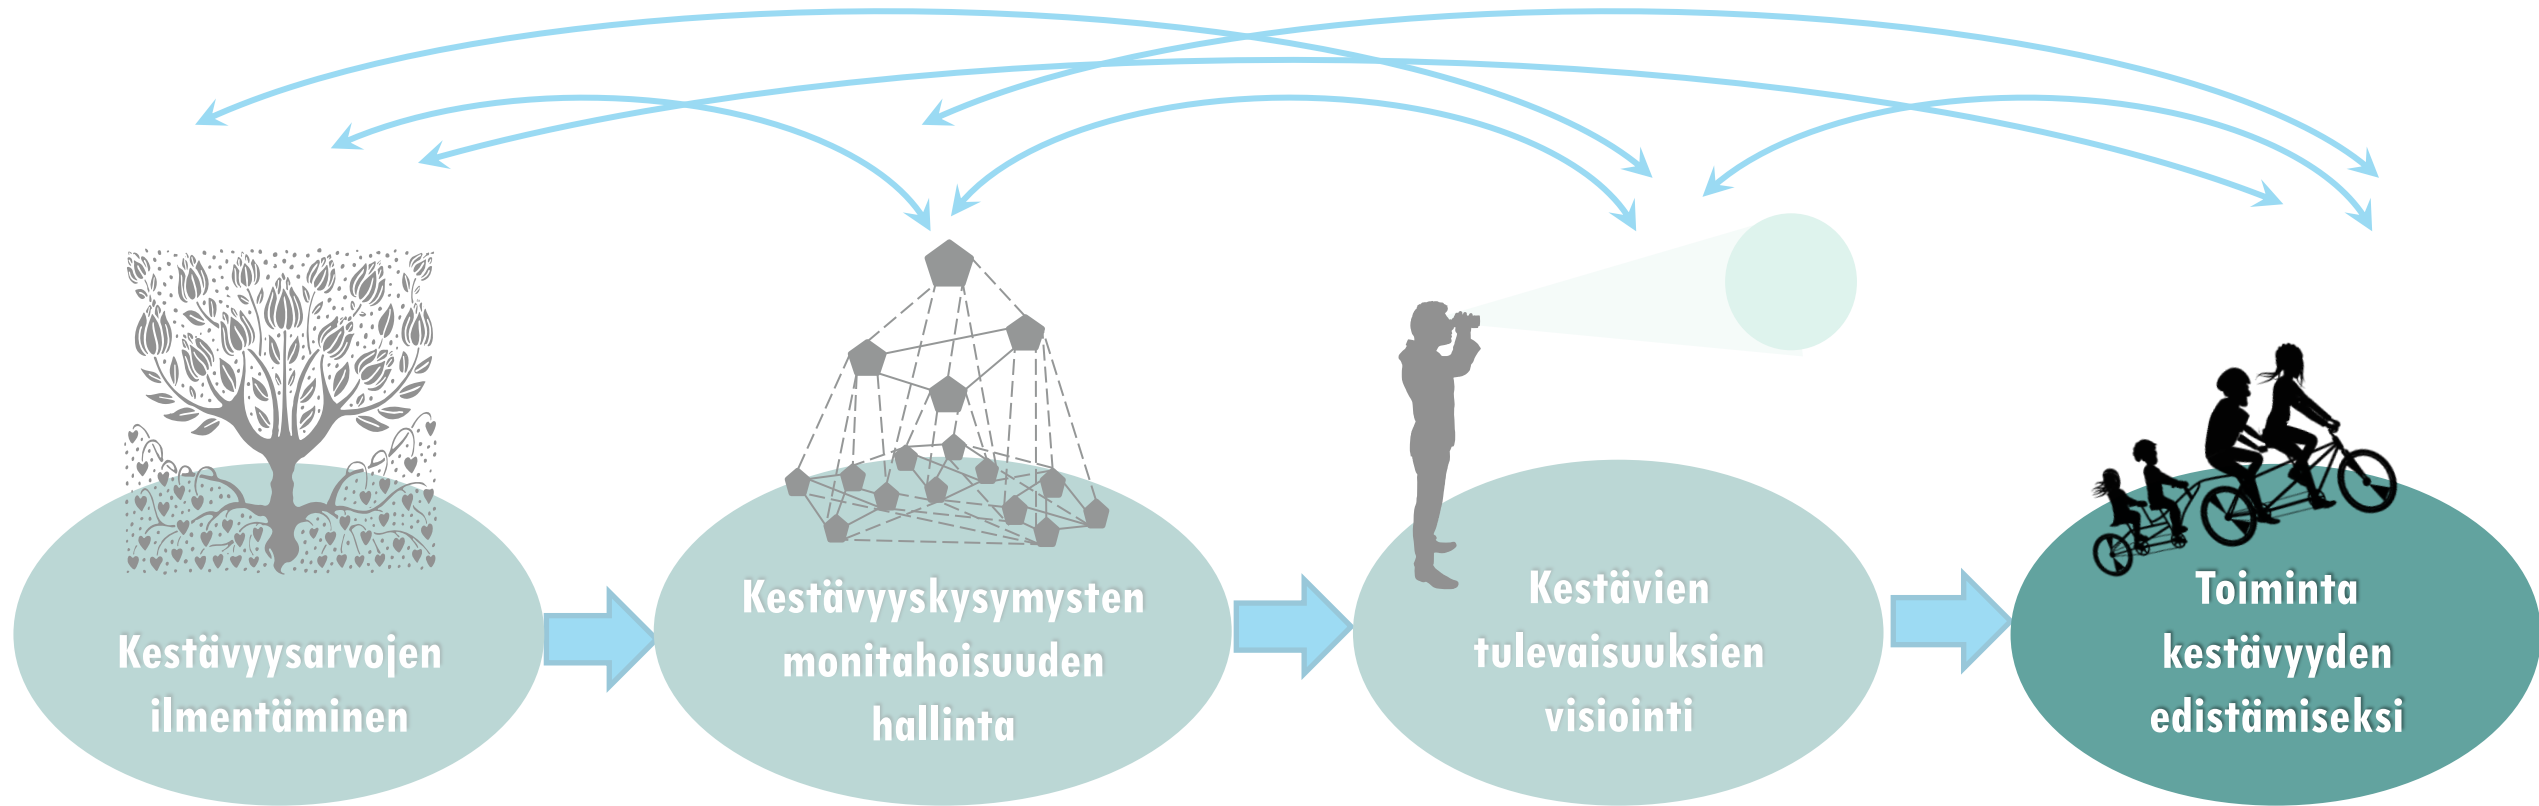 Kestävyysarvojen
ilmentäminen
Kestävyyskysymysten
monitahoisuuden
hallinta
Kestävien
tulevaisuuksien
visiointi
Toiminta
kestävyyden
edistämiseksi